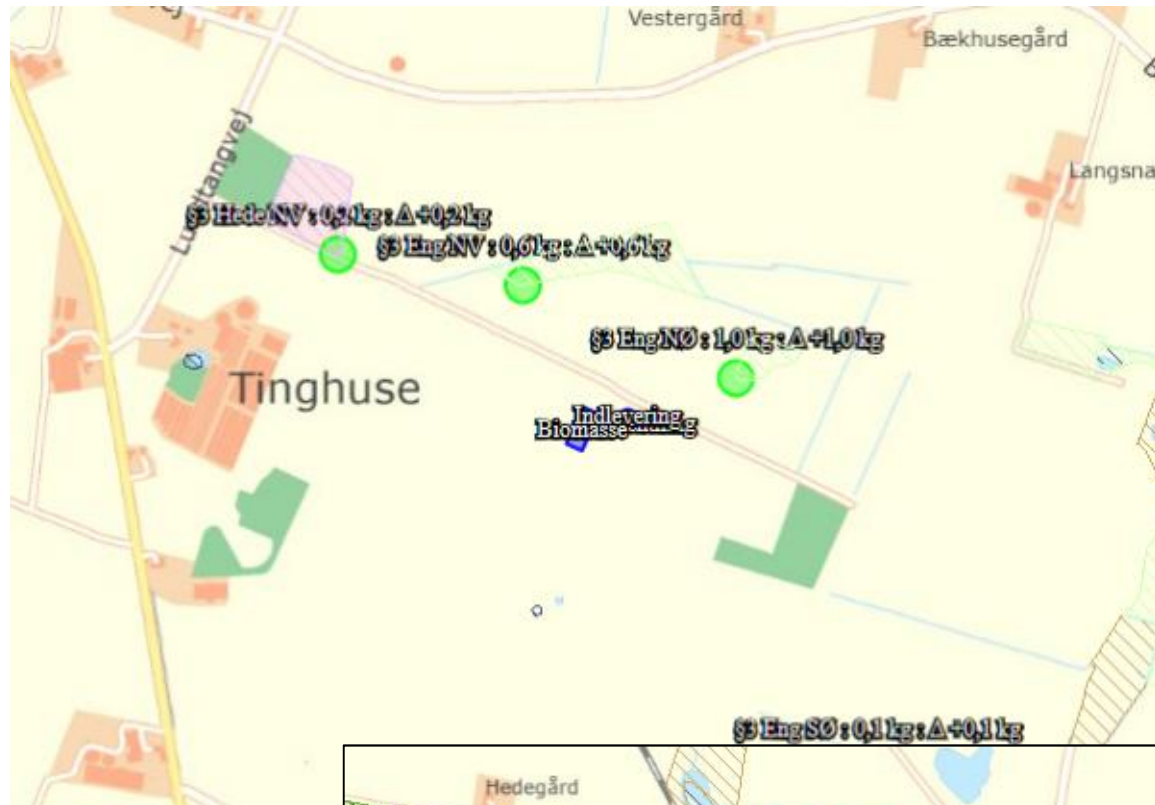 Vestergård
Bækhusegård
Lundtangvej
Langsna
§3 Hede NV : 0,2 kg : Δ +0,2 kg
§3 Eng NV : 0,6 kg : Δ +0,6 kg
§3 Eng NØ : 1,0 kg : Δ +1,0 kg
Tinghuse
Indlevering
Biomasse
§3 Eng SØ : 0,1 kg : Δ +0,1 kg
Hedegård